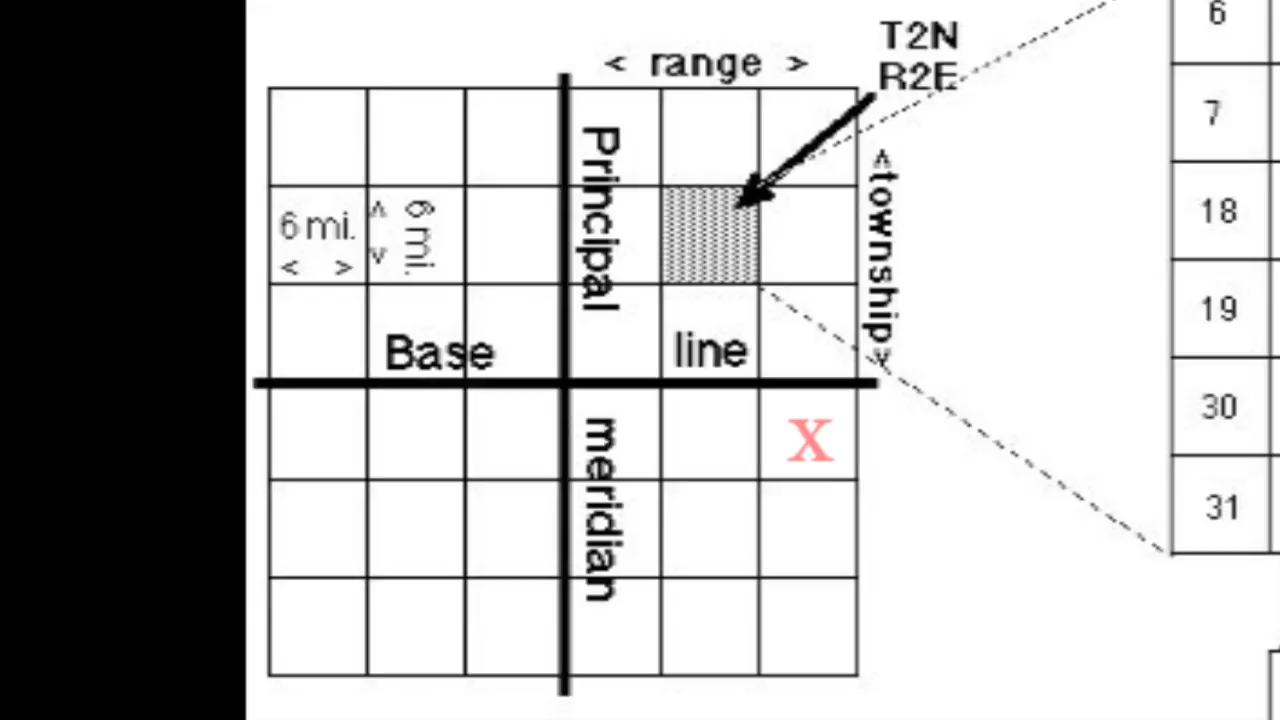 T2N
R2E
< range >
Principal
<township>
6 mi.
< >
< 6 mi. >
Base line
X
meridian
6
7
18
19
30
31